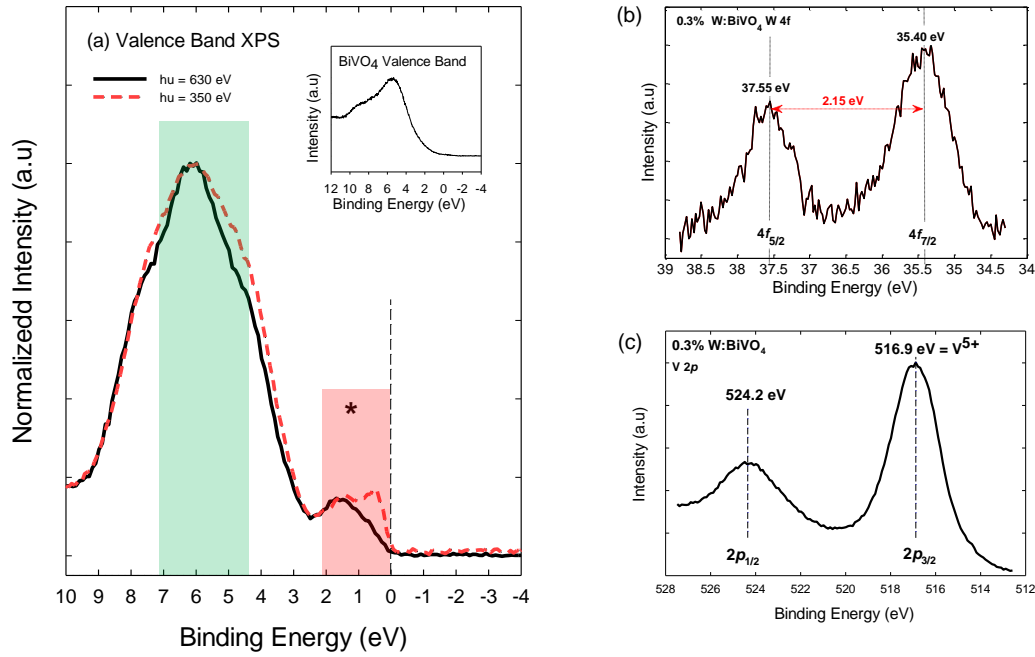 (a) Valence Band XPS
hυ = 630 eV
hυ = 350 eV
BiVO4 Valence Band
Intensity (a.u)
12 10 8 6 4 2 0 -2 -4
Binding Energy (eV)
*
Normalizedd Intensity (a.u)
10 9 8 7 6 5 4 3 2 1 0 -1 -2 -3 -4
Binding Energy (eV)
(b)
0.3% W:BiVO4 W 4f
35.40 eV
37.55 eV
2.15 eV
Intensity (a.u)
4f5/2 4f7/2
39 38.5 38 37.5 37 36.5 36 35.5 35 34.5 34
Binding Energy (eV)
(c)
0.3% W:BiVO4
V 2p
516.9 eV = V5+
524.2 eV
Intensity (a.u)
2p1/2 2p3/2
528 526 524 522 520 518 516 514 512
Binding Energy (eV)